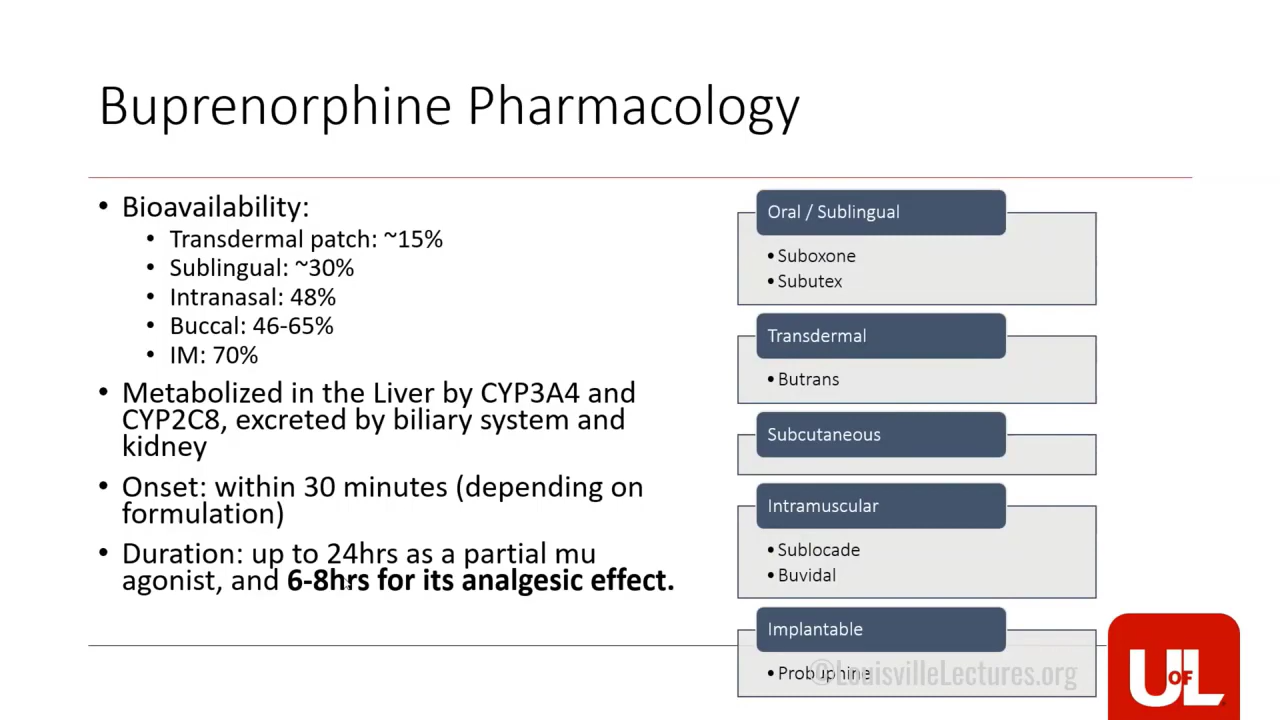 Buprenorphine Pharmacology
• Bioavailability:
• Transdermal patch: ~15%
• Sublingual: ~30%
• Intranasal: 48%
• Buccal: 46-65%
• IM: 70%
• Metabolized in the Liver by CYP3A4 and
CYP2C8, excreted by biliary system and
kidney
• Onset: within 30 minutes (depending on
formulation)
• Duration: up to 24hrs as a partial mu
agonist, and 6-8hrs for its analgesic effect.
Oral / Sublingual
• Suboxone
• Subutex
Transdermal
• Butrans
Subcutaneous
Intramuscular
• Sublocade
• Buvidal
Implantable
• Probuphine
@LouisvilleLectures.org
U OF L